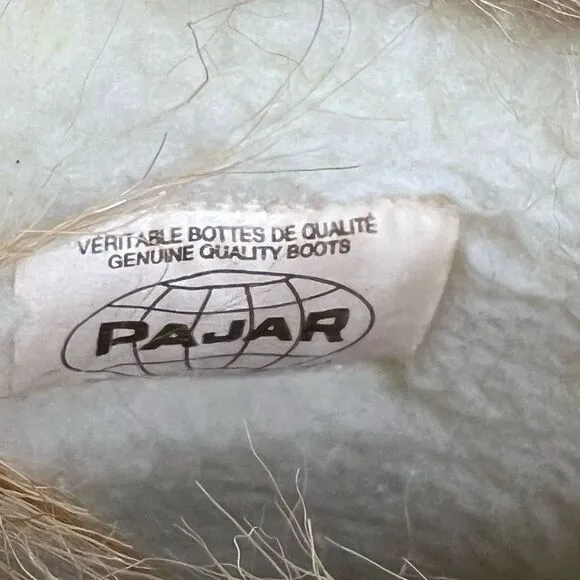 VÉRITABLE BOTTES DE QUALITÉ
GENUINE QUALITY BOOTS
PAJAR